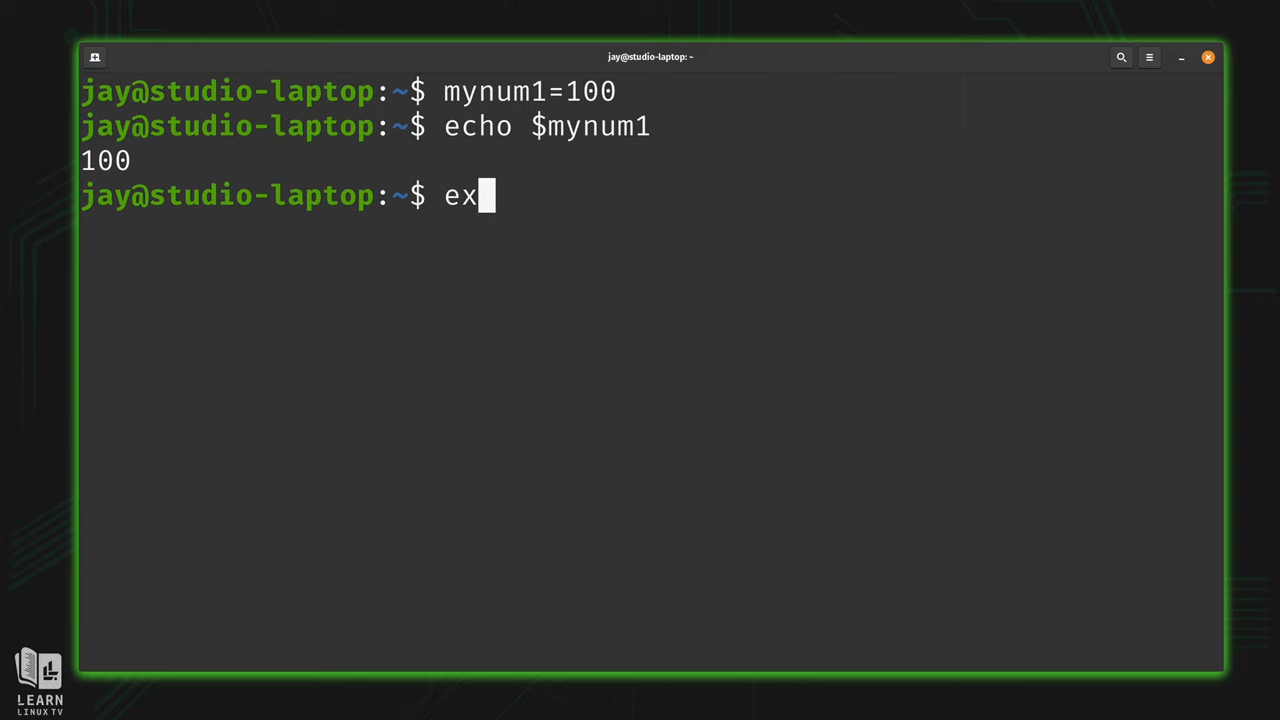 jay@studio-laptop: ~
jay@studio-laptop:~$ mynum1=100
jay@studio-laptop:~$ echo $mynum1
100
jay@studio-laptop:~$ ex
LEARN
LINUX TV